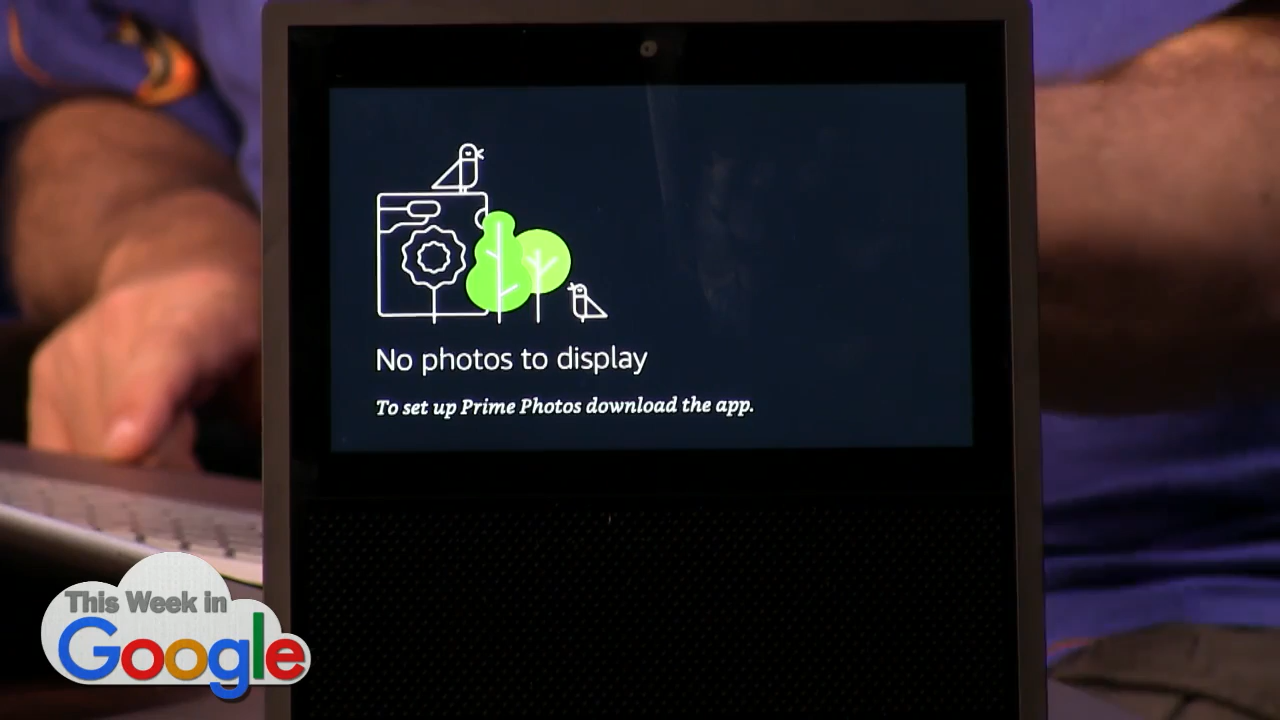 No photos to display
To set up Prime Photos download the app.
This Week in
Google